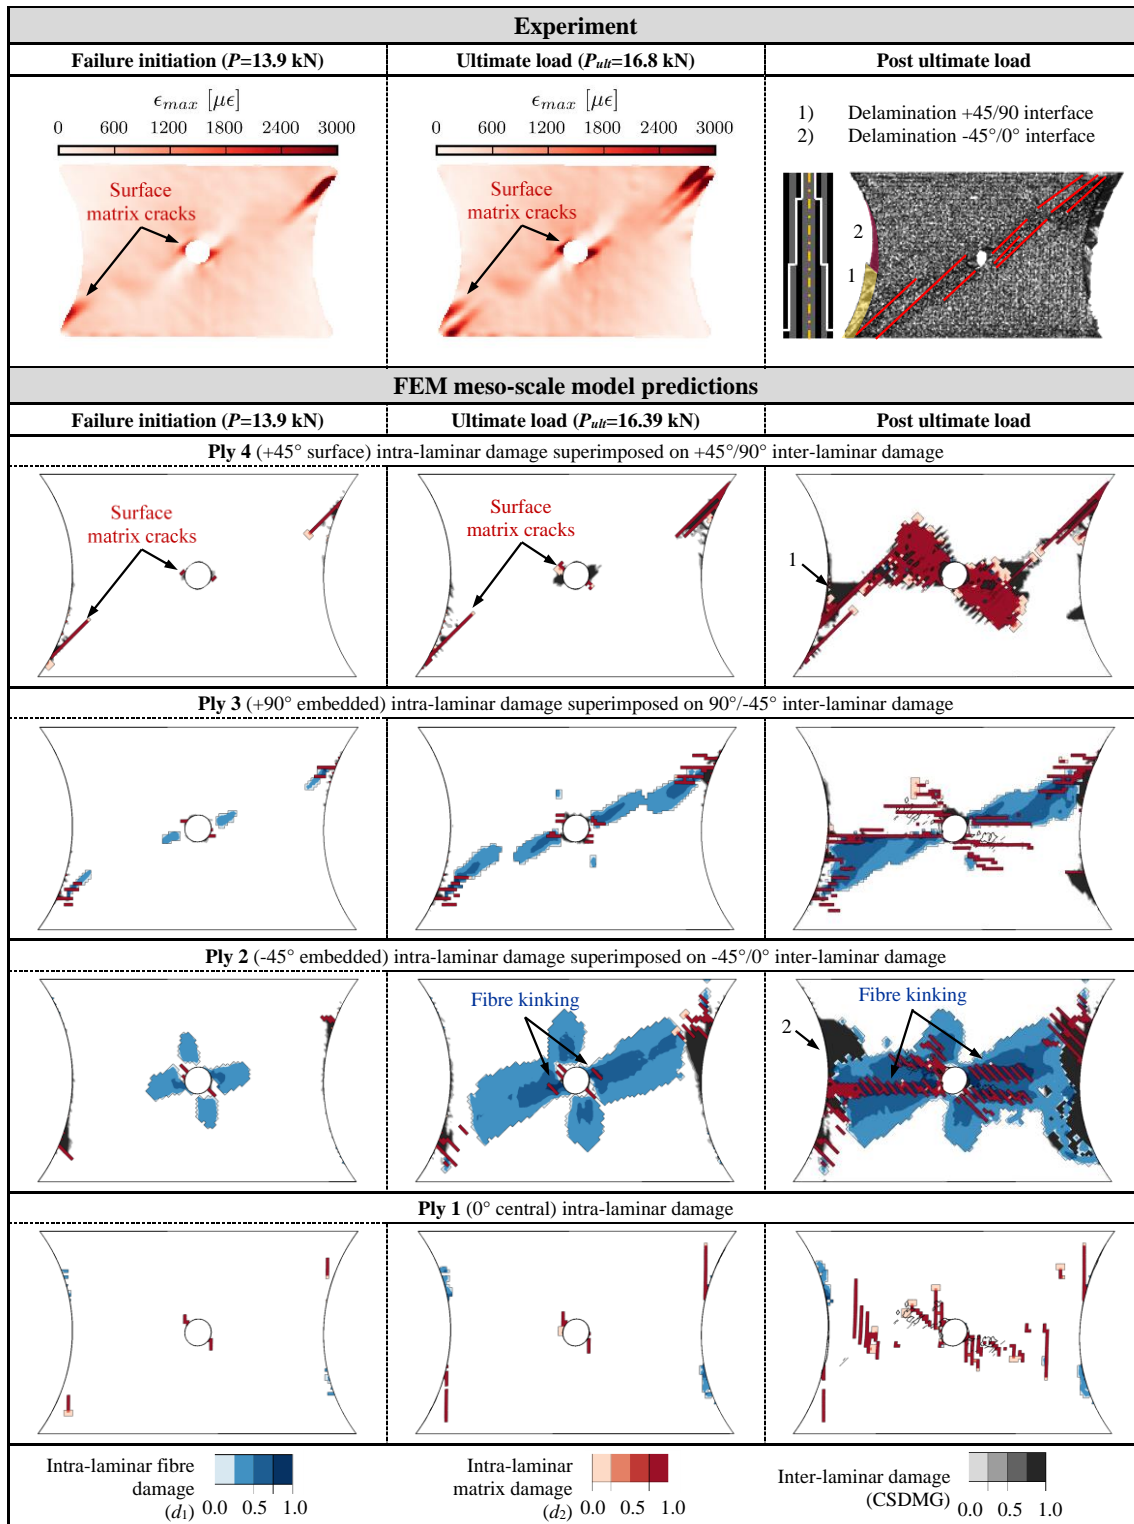 Experiment
Failure initiation (P=13.9 kN)
Ultimate load (Pult=16.8 kN)
Post ultimate load
ϵmax [μϵ]
0 600 1200 1800 2400 3000
Surface
matrix cracks
ϵmax [μϵ]
0 600 1200 1800 2400 3000
Surface
matrix cracks
1) Delamination +45/90 interface
2) Delamination -45°/0° interface
2
1
FEM meso-scale model predictions
Failure initiation (P=13.9 kN)
Ultimate load (Pult=16.39 kN)
Post ultimate load
Ply 4 (+45° surface) intra-laminar damage superimposed on +45°/90° inter-laminar damage
Surface
matrix cracks
Surface
matrix cracks
1
Ply 3 (+90° embedded) intra-laminar damage superimposed on 90°/-45° inter-laminar damage
Ply 2 (-45° embedded) intra-laminar damage superimposed on -45°/0° inter-laminar damage
Fibre kinking
Fibre kinking
2
Ply 1 (0° central) intra-laminar damage
Intra-laminar fibre
damage
(d1)
0.0 0.5 1.0
Intra-laminar
matrix damage
(d2)
0.0 0.5 1.0
Inter-laminar damage
(CSDMG)
0.0 0.5 1.0